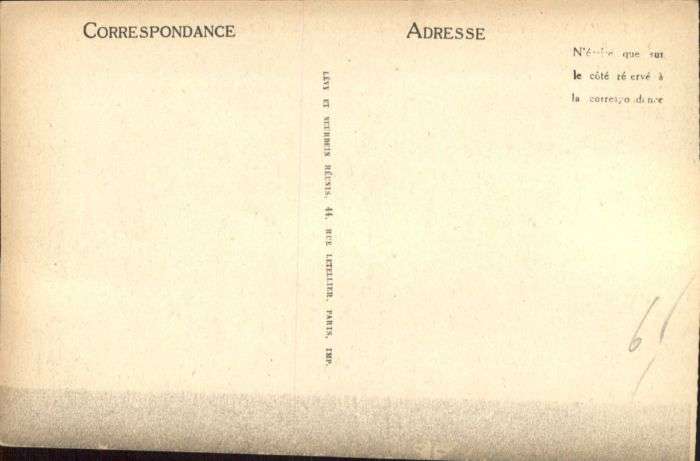 CORRESPONDANCE
ADRESSE
N'écrire que sur
le côté réservé à
la correspondance
LÉVY ET NEURDEIN RÉUNIS, 44, RUE LETELLIER, PARIS, IMP.
6